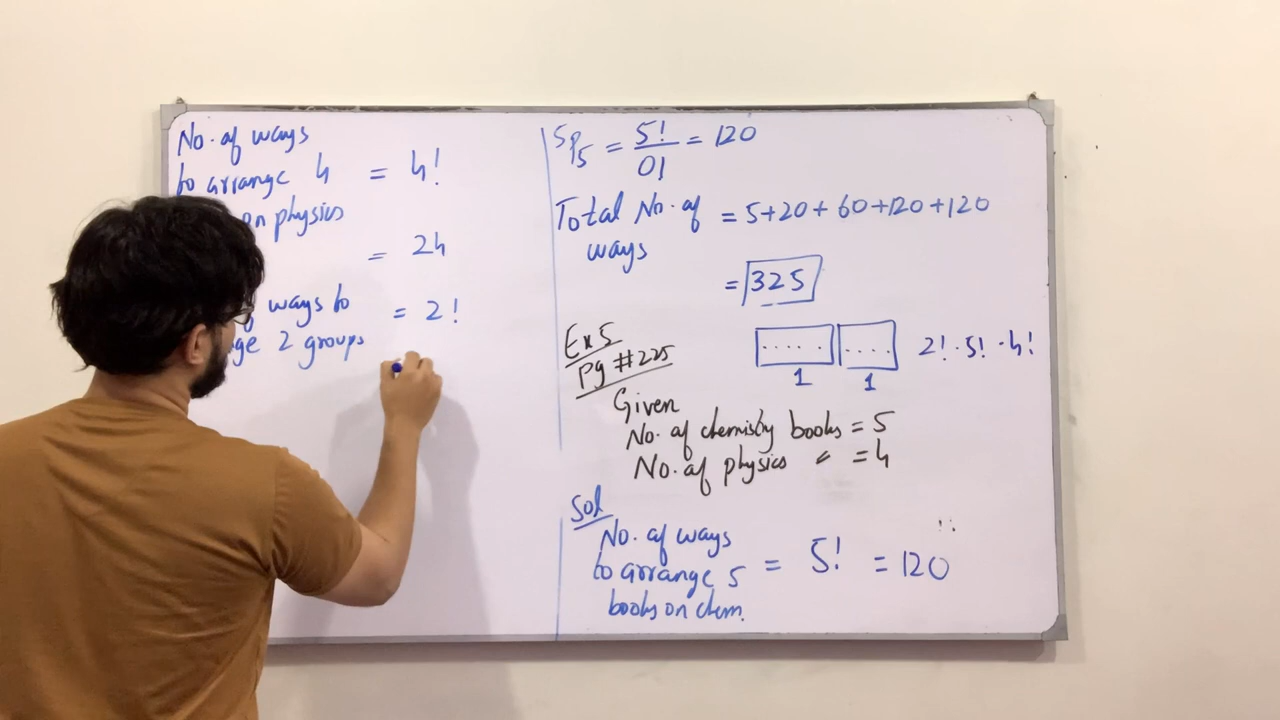 No. of ways
to arrange 4 = 4!
on physics
= 24
ways to
= 2!
2 groups
5P5 = 5!/0! = 120
Total No. of ways = 5+20+60+120+120
= 325
Ex 5
Pg #225
..... .... 2! · 5! · 4!
1 1
Given
No. of chemistry books = 5
No. of physics " = 4
Sol
No. of ways
to arrange 5 = 5! = 120
books on chem.